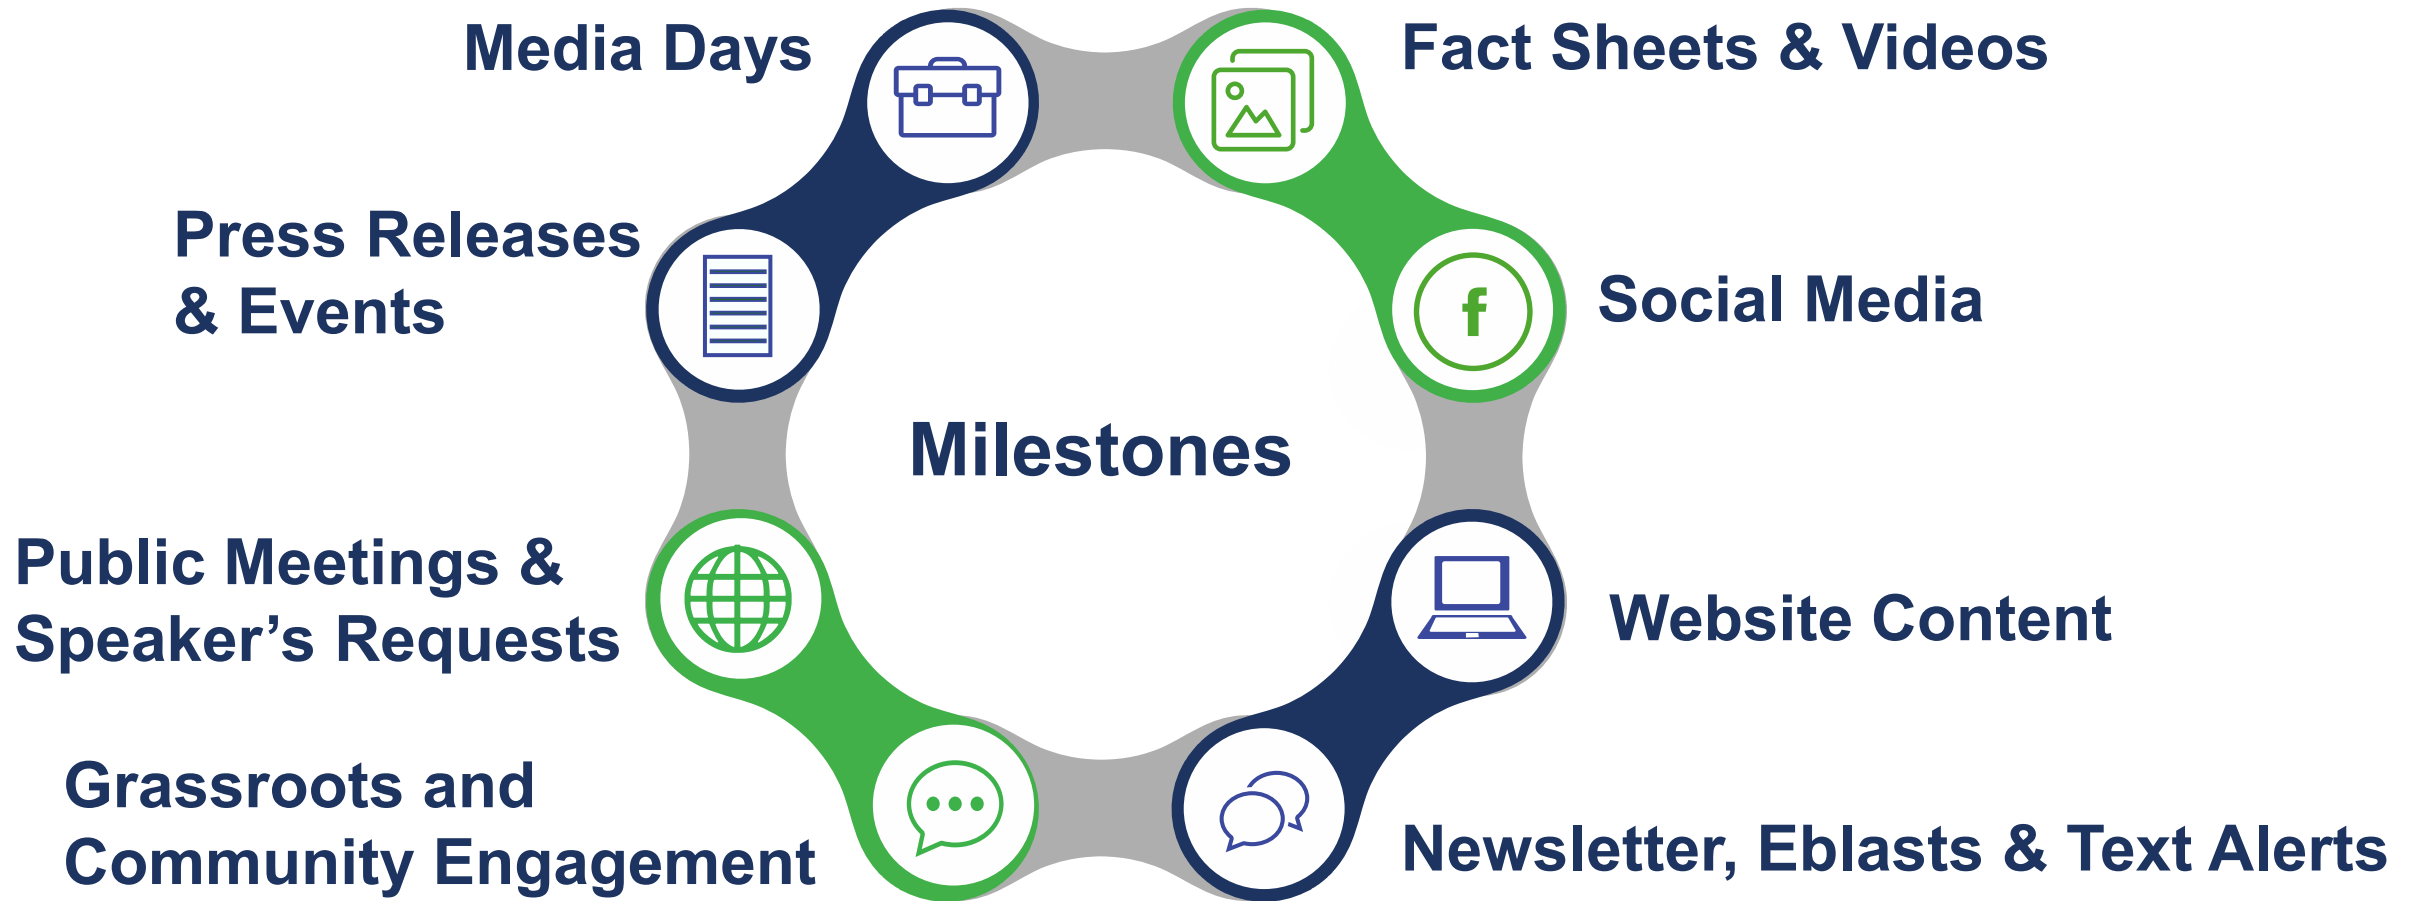 Media Days
Fact Sheets & Videos
Press Releases
& Events
Social Media
f
Milestones
Public Meetings &
Speaker’s Requests
Website Content
Grassroots and
Community Engagement
Newsletter, Eblasts & Text Alerts